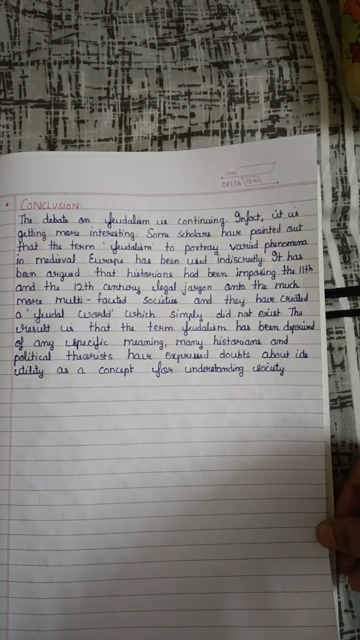 DELTA
• CONCLUSION
The debate on feudalism is continuing. Infact, it is
getting more interesting. Some scholars have pointed out
that the term 'feudalism to portray varied phenomena
in medieval Europe has been used indiscreetly. It has
been argued that historians had been imposing the 11th
and the 12th century legal jargon onto the much
more multi-faceted societies and they have created
a 'feudal world' which simply did not exist. The
result is that the term feudalism has been deprived
of any specific meaning, many historians and
political theorists have expressed doubts about its
utility as a concept for understanding society